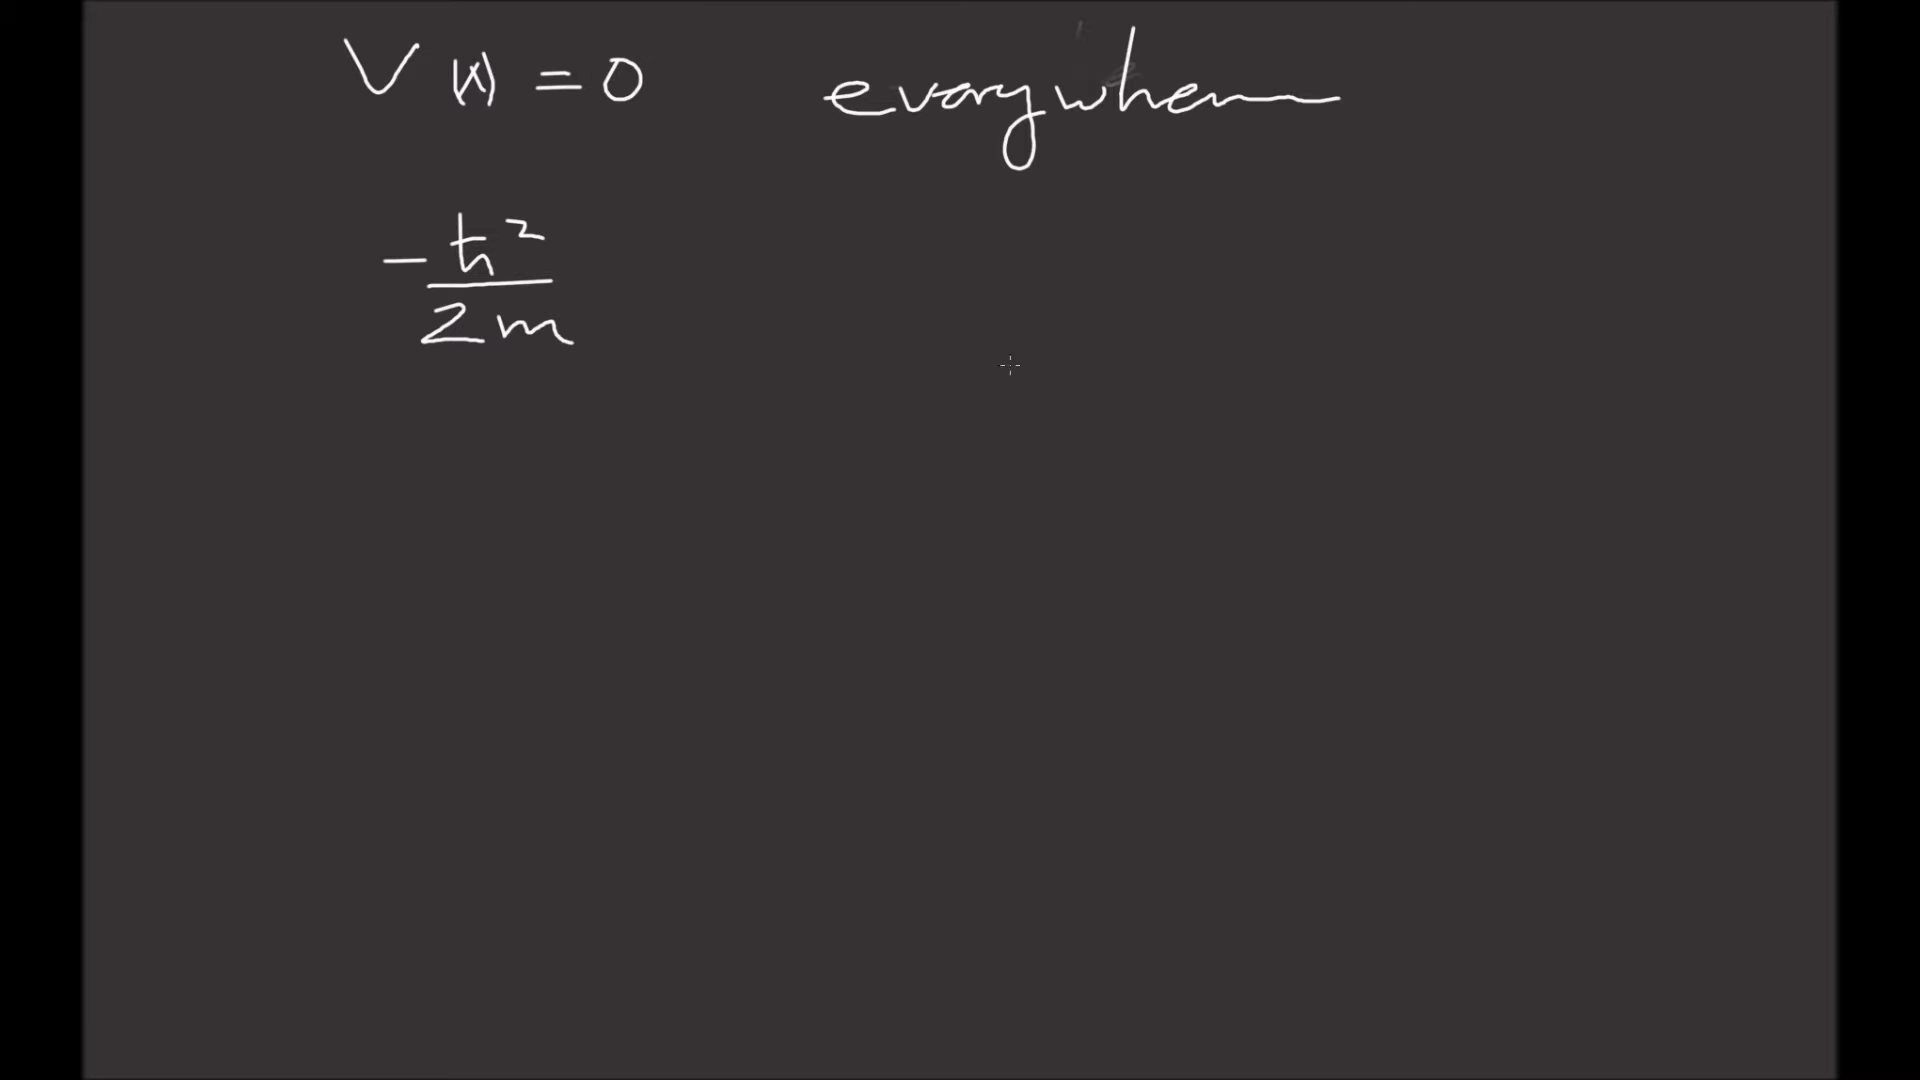 V(x) = 0 everywhere
-ħ²
2m